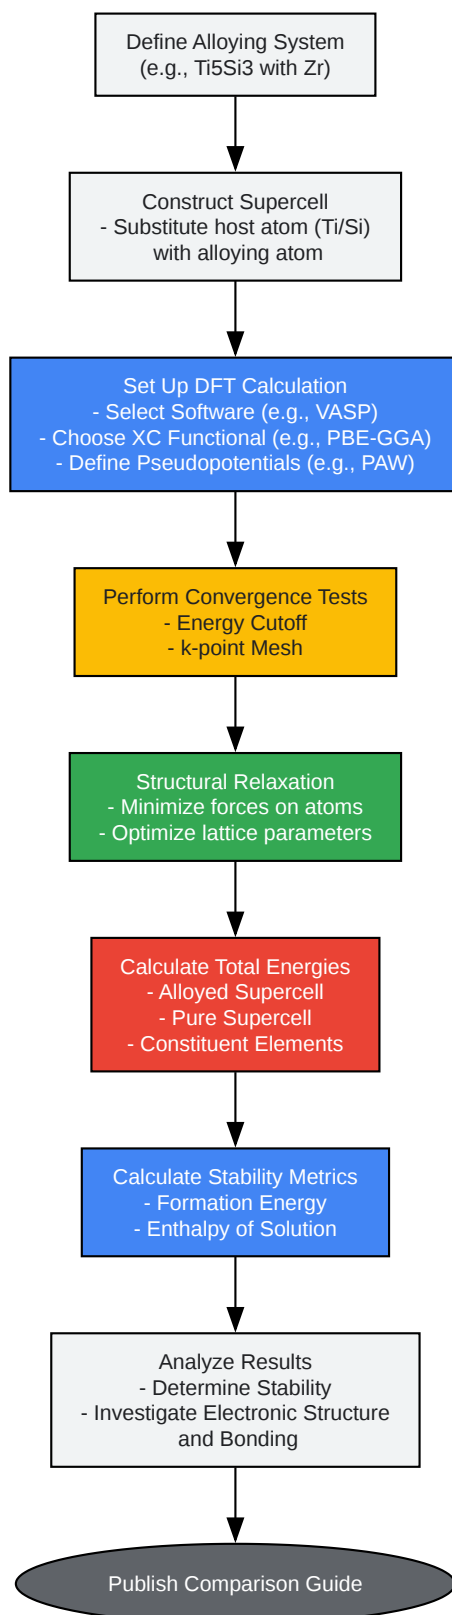 Define Alloying System
(e.g., Ti5Si3 with Zr)
Construct Supercell
- Substitute host atom (Ti/Si)
with alloying atom
Set Up DFT Calculation
- Select Software (e.g., VASP)
- Choose XC Functional (e.g., PBE-GGA)
- Define Pseudopotentials (e.g., PAW)
Perform Convergence Tests
- Energy Cutoff
- k-point Mesh
Structural Relaxation
- Minimize forces on atoms
- Optimize lattice parameters
Calculate Total Energies
- Alloyed Supercell
- Pure Supercell
- Constituent Elements
Calculate Stability Metrics
- Formation Energy
- Enthalpy of Solution
Analyze Results
- Determine Stability
- Investigate Electronic Structure
and Bonding
Publish Comparison Guide